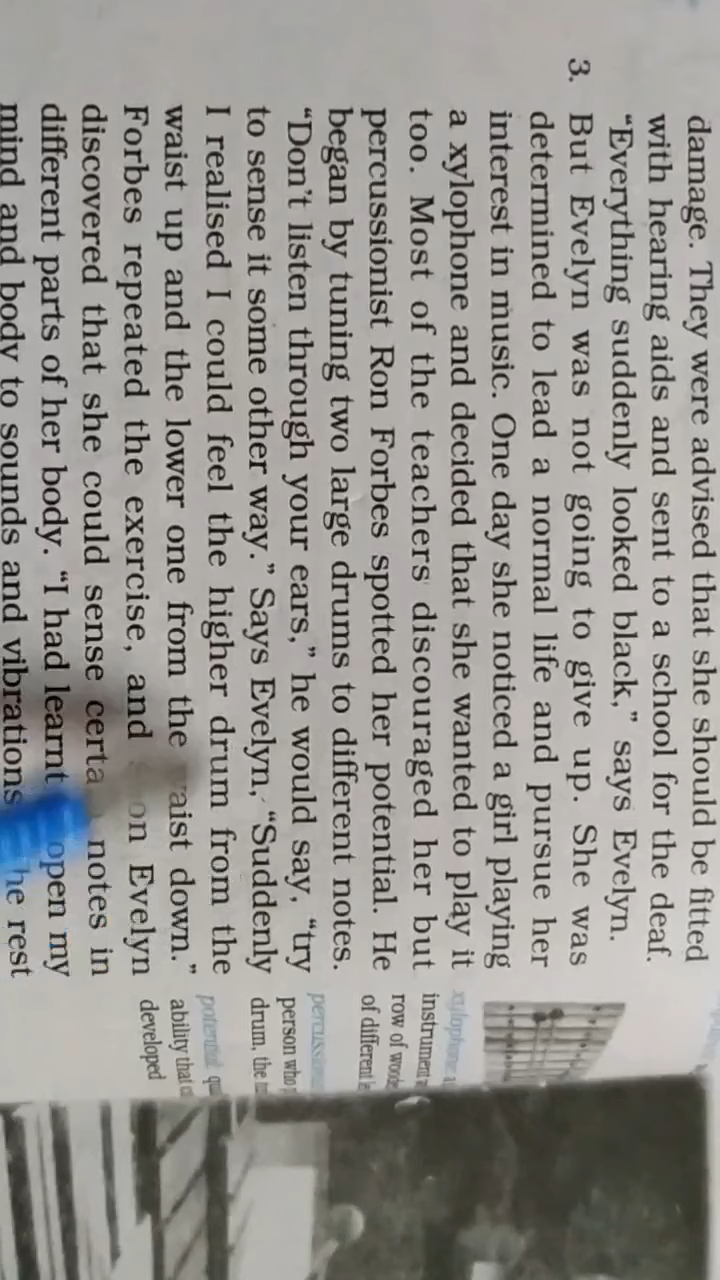 damage. They were advised that she should be fitted
with hearing aids and sent to a school for the deaf.
“Everything suddenly looked black,” says Evelyn.
3. But Evelyn was not going to give up. She was
determined to lead a normal life and pursue her
interest in music. One day she noticed a girl playing
a xylophone and decided that she wanted to play it
too. Most of the teachers discouraged her but
percussionist Ron Forbes spotted her potential. He
began by tuning two large drums to different notes.
“Don’t listen through your ears,” he would say, “try
to sense it some other way.” Says Evelyn, “Suddenly
I realised I could feel the higher drum from the
waist up and the lower one from the down.”
Forbes repeated the exercise, and Evelyn
discovered that she could sense notes in
different parts of her body. “I had learnt open my
mind and body to sounds and vibrations rest
xylophone
instrument
row of
of different
person who
drum, the
potential
ability that
developed